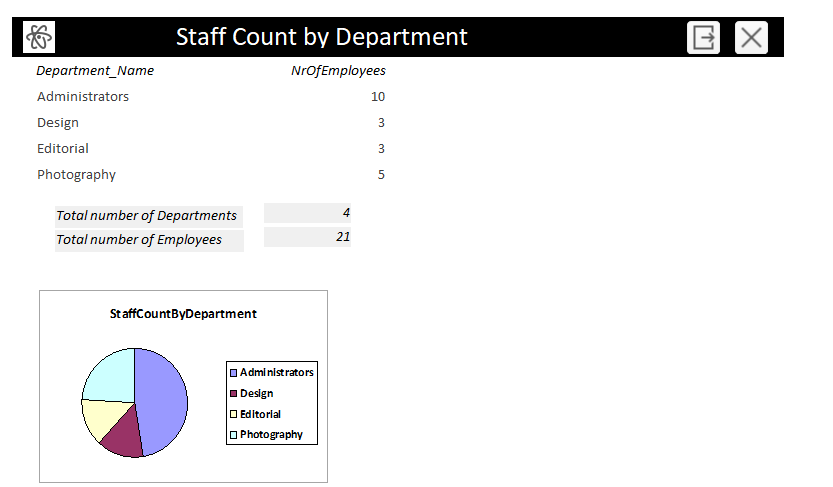 Staff Count by Department
Department_Name NrOfEmployees
Administrators 10
Design 3
Editorial 3
Photography 5
Total number of Departments 4
Total number of Employees 21
StaffCountByDepartment
Administrators
Design
Editorial
Photography